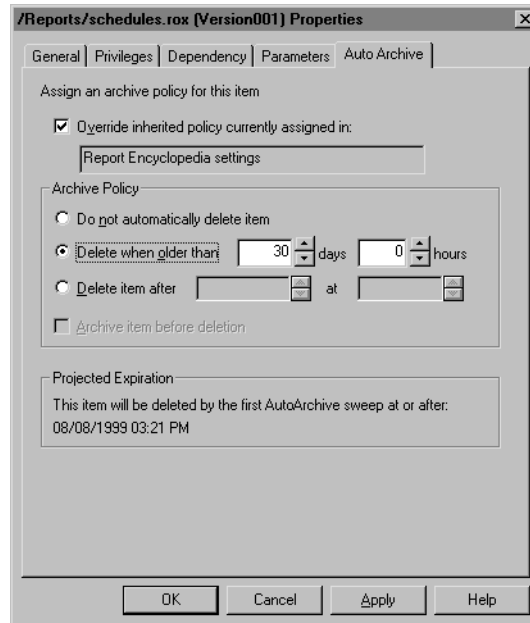 /Reports/schedules.rox (Version001) Properties
General Privileges Dependency Parameters Auto Archive
Assign an archive policy for this item
Override inherited policy currently assigned in:
Report Encyclopedia settings
Archive Policy
Do not automatically delete item
Delete when older than 30 days 0 hours
Delete item after at
Archive item before deletion
Projected Expiration
This item will be deleted by the first AutoArchive sweep at or after:
08/08/1999 03:21 PM
OK Cancel Apply Help